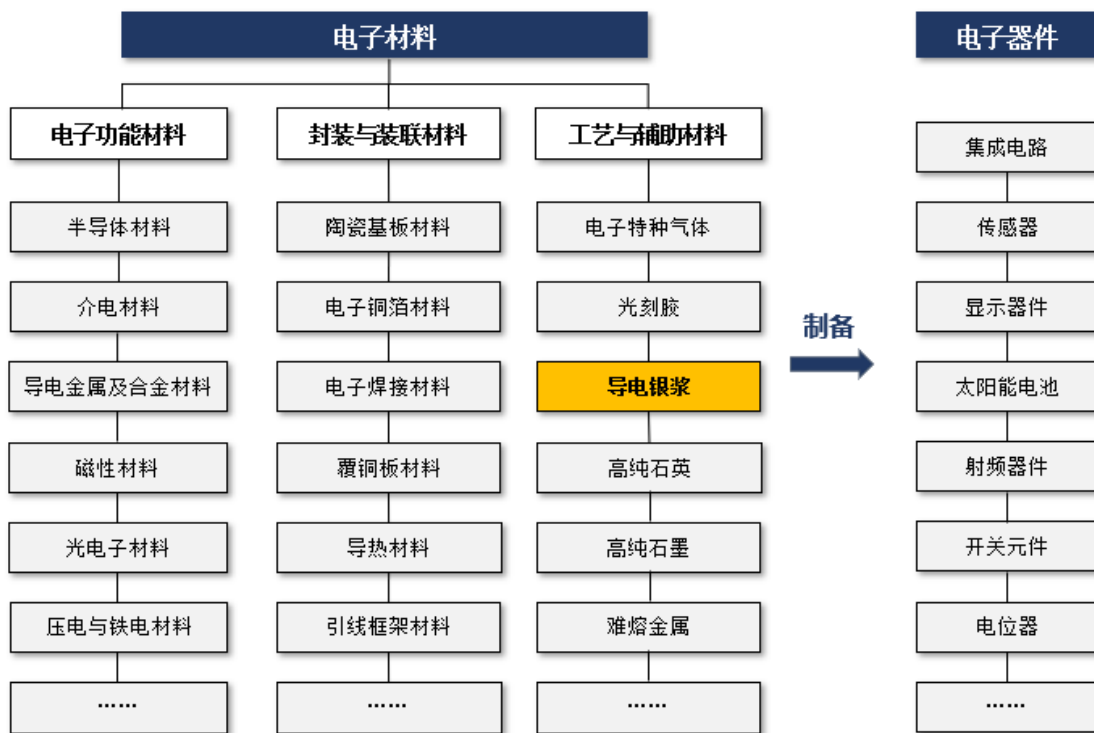 电子材料
电子器件
电子功能材料
封装与装联材料
工艺与辅助材料
半导体材料
介电材料
导电金属及合金材料
磁性材料
光电子材料
压电与铁电材料
……
陶瓷基板材料
电子铜箔材料
电子焊接材料
覆铜板材料
导热材料
引线框架材料
……
电子特种气体
光刻胶
导电银浆
高纯石英
高纯石墨
难熔金属
……
制备
集成电路
传感器
显示器件
太阳能电池
射频器件
开关元件
电位器
……